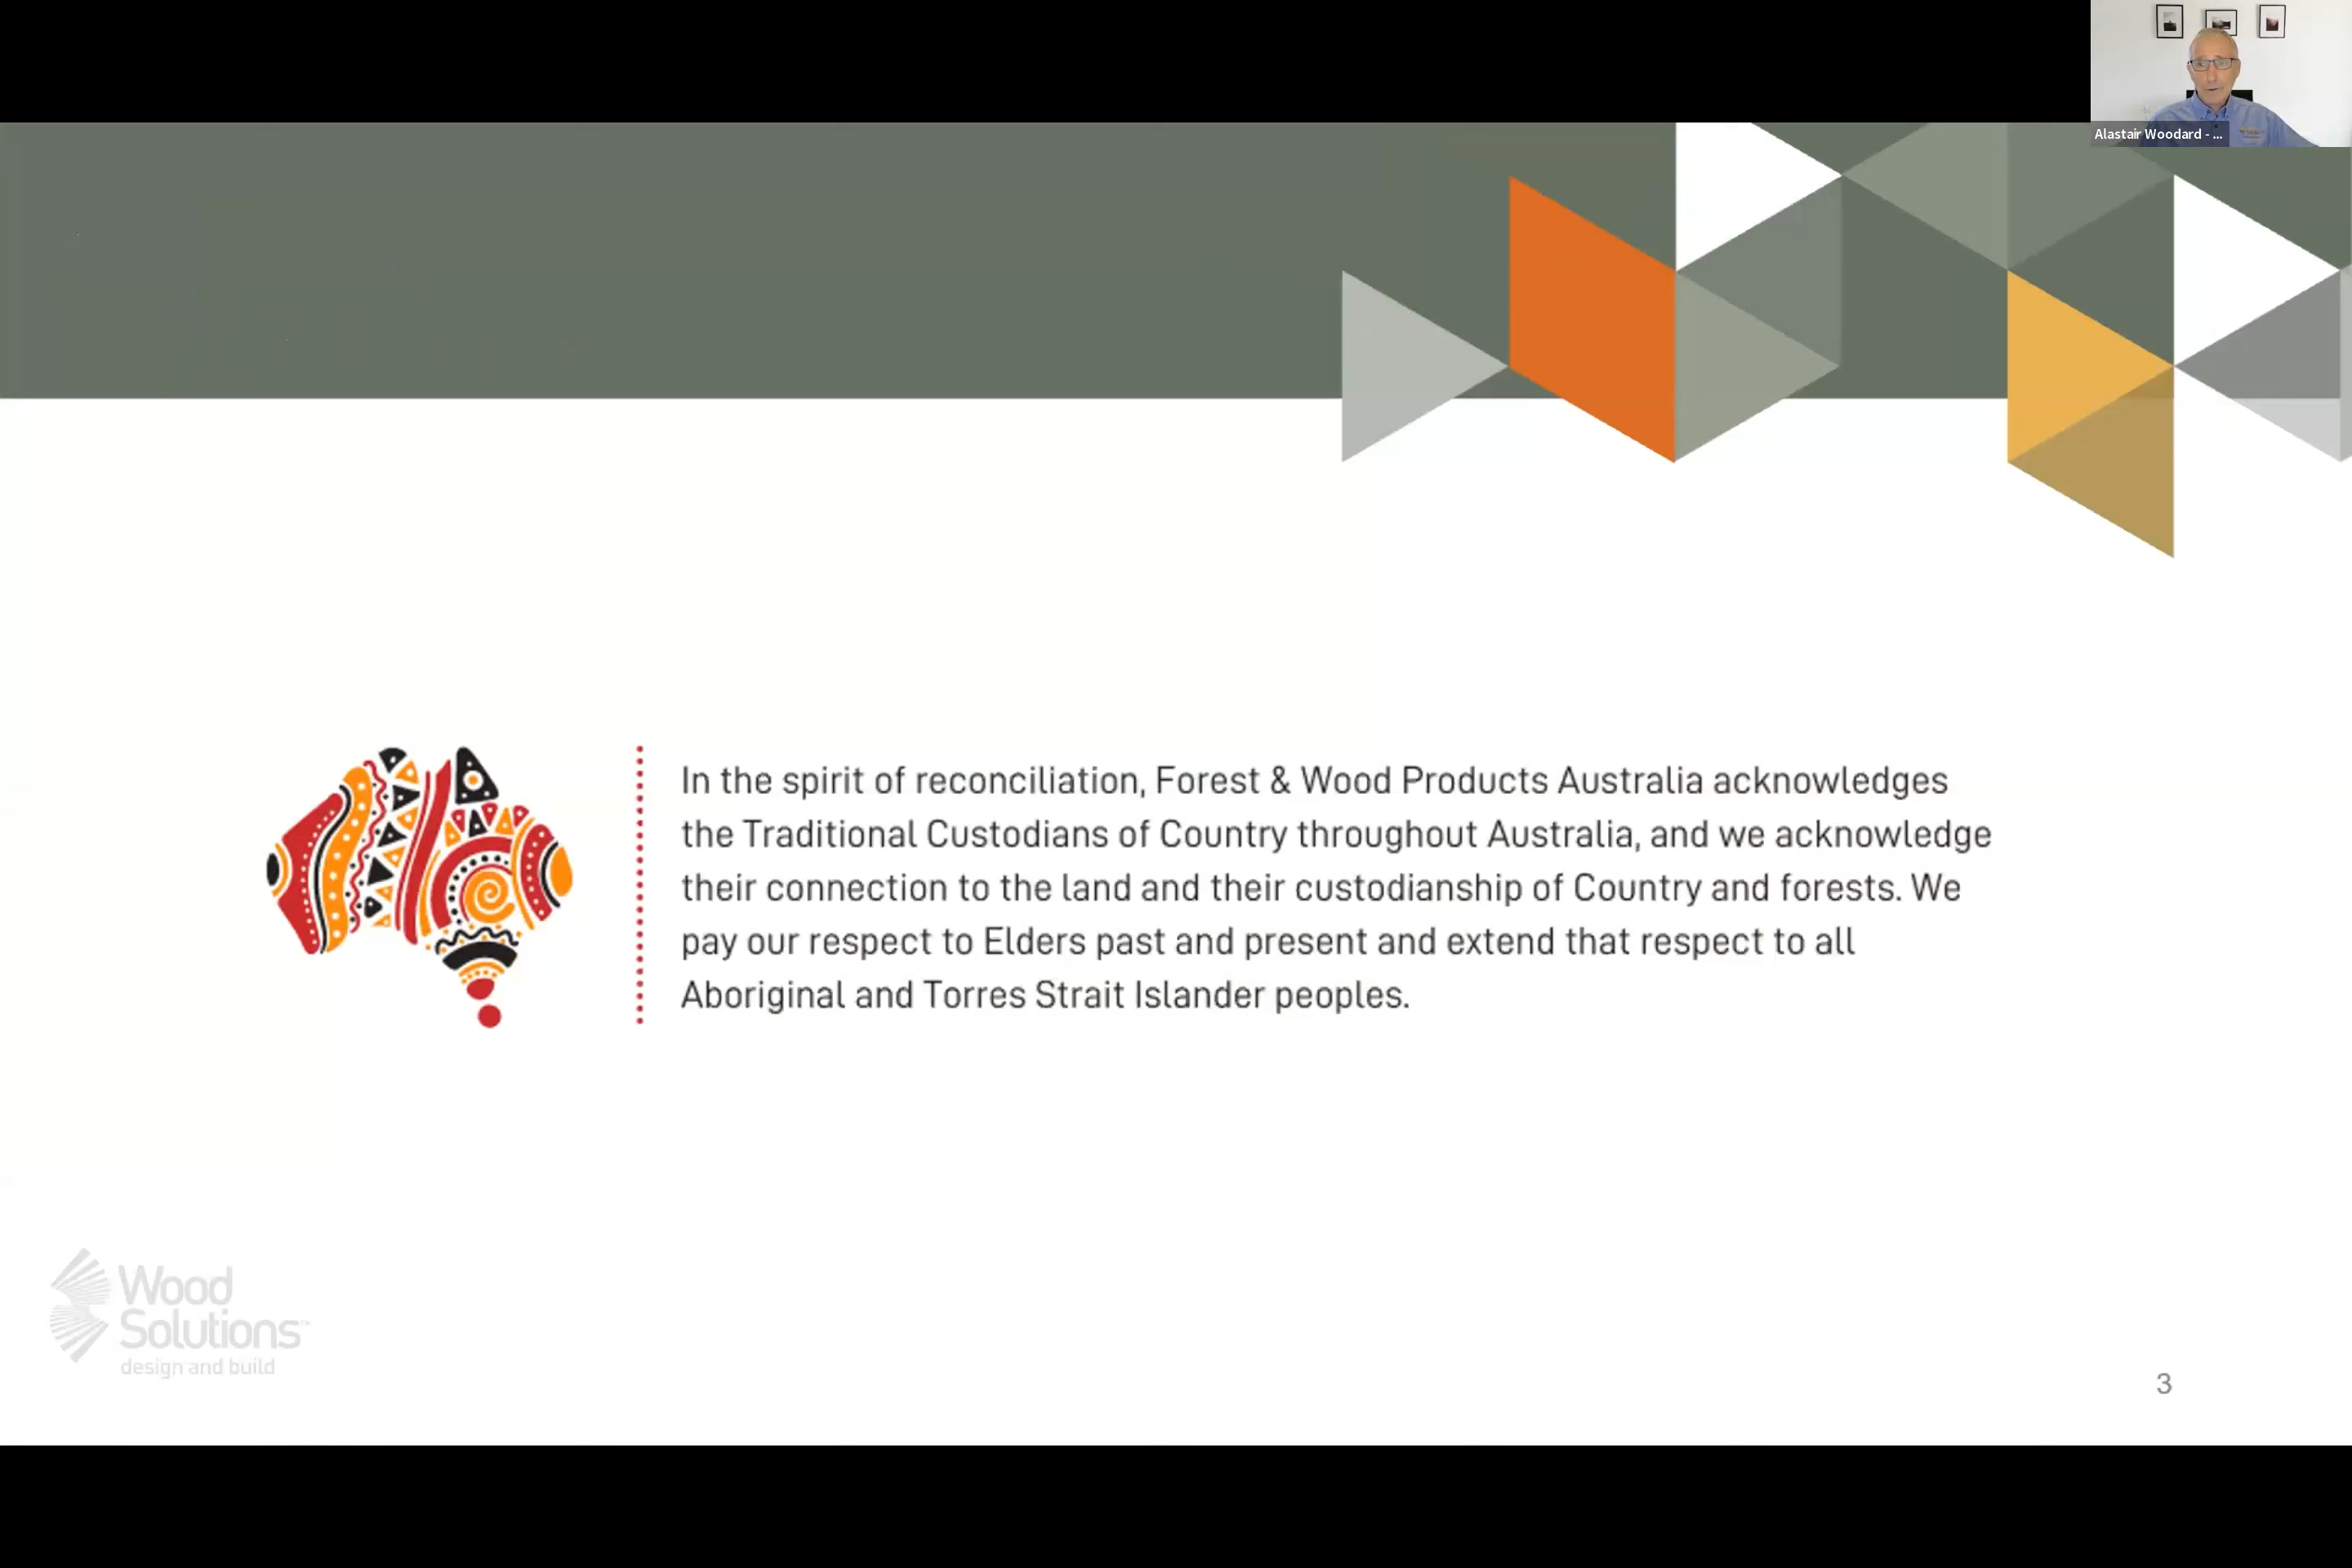 Alastair Woodard - ...
In the spirit of reconciliation, Forest & Wood Products Australia acknowledges
the Traditional Custodians of Country throughout Australia, and we acknowledge
their connection to the land and their custodianship of Country and forests. We
pay our respect to Elders past and present and extend that respect to all
Aboriginal and Torres Strait Islander peoples.
Wood
Solutions™
design and build
3